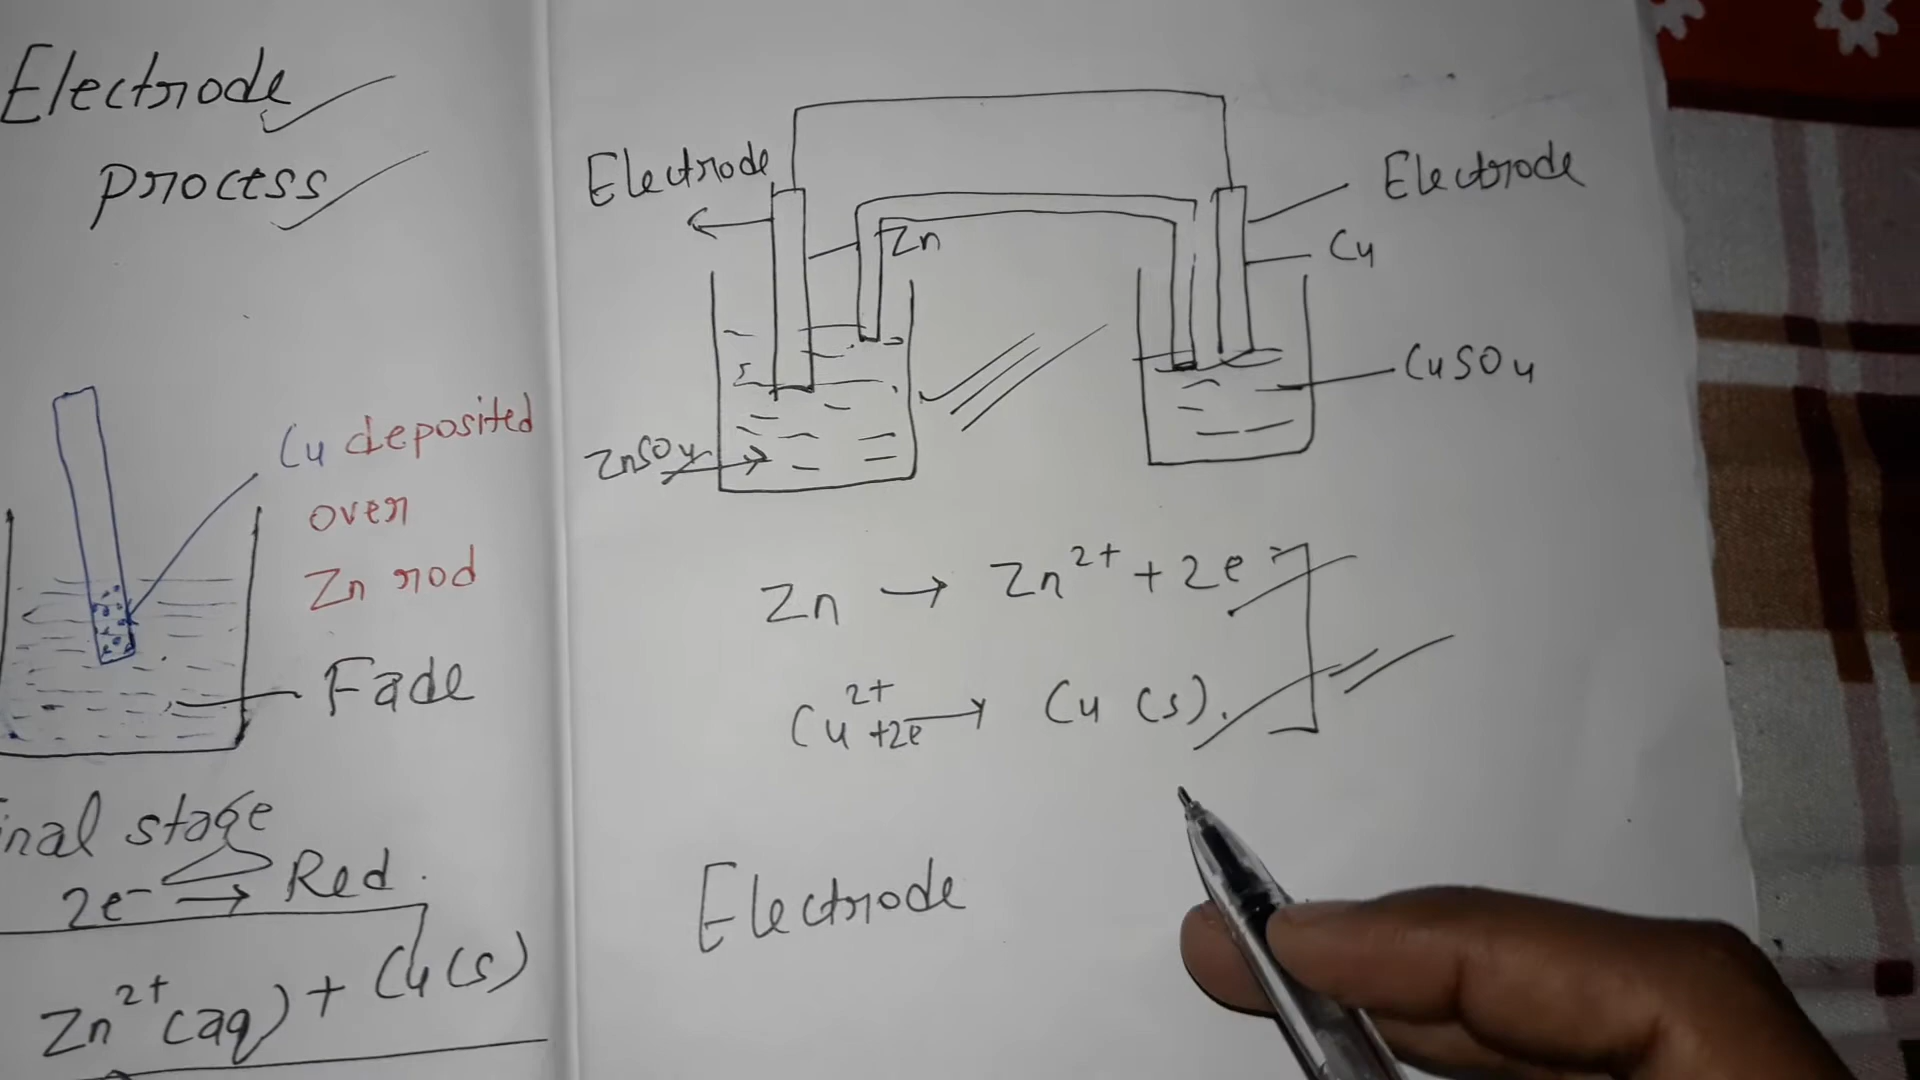 Electrode
process
Cu deposited
over
Zn rod
Fade
inal stage
2e⁻ → Red.
Zn²⁺(aq) + Cu(s)
Electrode
Zn
Electrode
Cu
CuSO₄
ZnSO₄
Zn → Zn²⁺ + 2e⁻
Cu²⁺ +2e → Cu (s).
Electrode